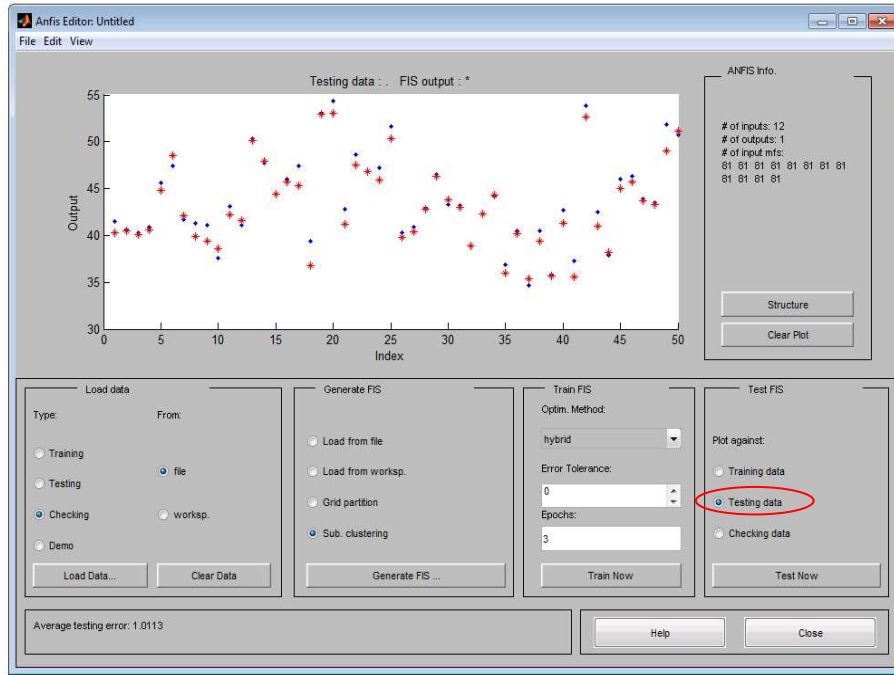 Anfis Editor: Untitled
File Edit View
Testing data : . FIS output : *
55
50
45
40
35
30
Output
0 5 10 15 20 25 30 35 40 45 50
Index
ANFIS Info.
# of inputs: 12
# of outputs: 1
# of input mfs:
81 81 81 81 81 81 81 81
81 81 81 81
Structure
Clear Plot
Load data
Type:
From:
Training
Testing
Checking
Demo
file
worksp.
Load Data...
Clear Data
Generate FIS
Load from file
Load from worksp.
Grid partition
Sub. clustering
Generate FIS ...
Train FIS
Optim. Method:
hybrid
Error Tolerance:
0
Epochs:
3
Train Now
Test FIS
Plot against:
Training data
Testing data
Checking data
Test Now
Average testing error: 1.0113
Help
Close